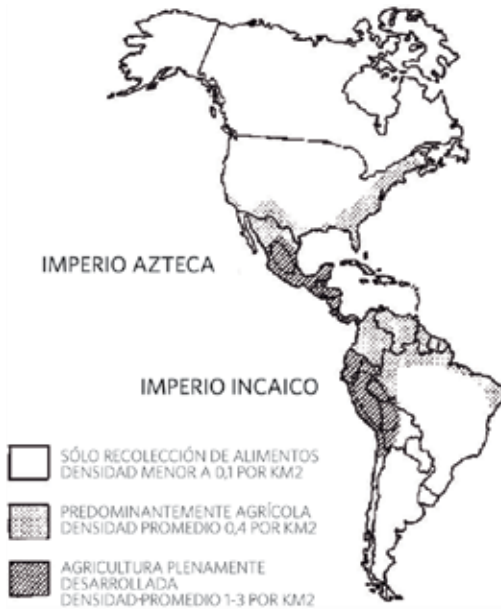 IMPERIO AZTECA
IMPERIO INCAICO
SÓLO RECOLECCIÓN DE ALIMENTOS
DENSIDAD MENOR A 0,1 POR KM2
PREDOMINANTEMENTE AGRÍCOLA
DENSIDAD PROMEDIO 0,4 POR KM2
AGRICULTURA PLENAMENTE
DESARROLLADA
DENSIDAD-PROMEDIO 1-3 POR KM2